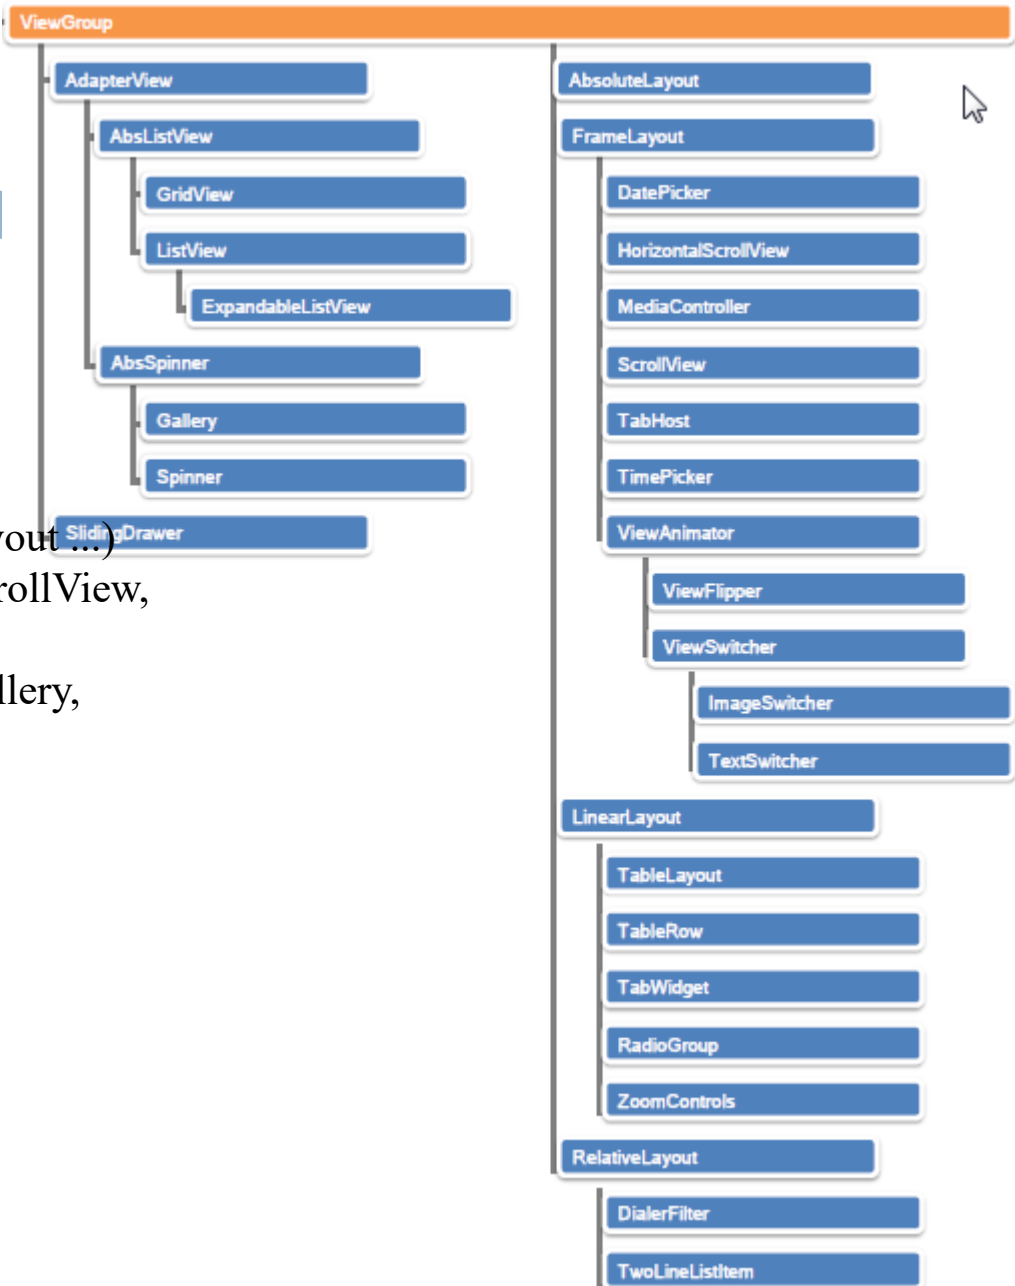 ViewGroup
AdapterView
AbsListView
GridView
ListView
ExpandableListView
AbsSpinner
Gallery
Spinner
SlidingDrawer
yout ...)
rollView,
llery,
AbsoluteLayout
FrameLayout
DatePicker
HorizontalScrollView
MediaController
ScrollView
TabHost
TimePicker
ViewAnimator
ViewFlipper
ViewSwitcher
ImageSwitcher
TextSwitcher
LinearLayout
TableLayout
TableRow
TabWidget
RadioGroup
ZoomControls
RelativeLayout
DialerFilter
TwoLineListItem